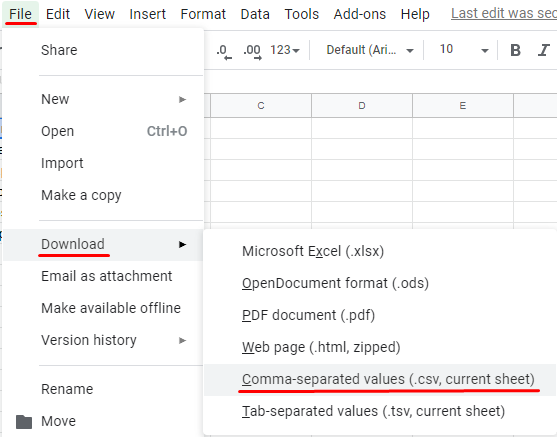 File Edit View Insert Format Data Tools Add-ons Help Last edit was sec
Share
.0 .00 123 Default (Ari... 10 B I
New
Open Ctrl+O
Import
Make a copy
C D E
Download
Email as attachment
Make available offline
Version history
Rename
Move
Microsoft Excel (.xlsx)
OpenDocument format (.ods)
PDF document (.pdf)
Web page (.html, zipped)
Comma-separated values (.csv, current sheet)
Tab-separated values (.tsv, current sheet)